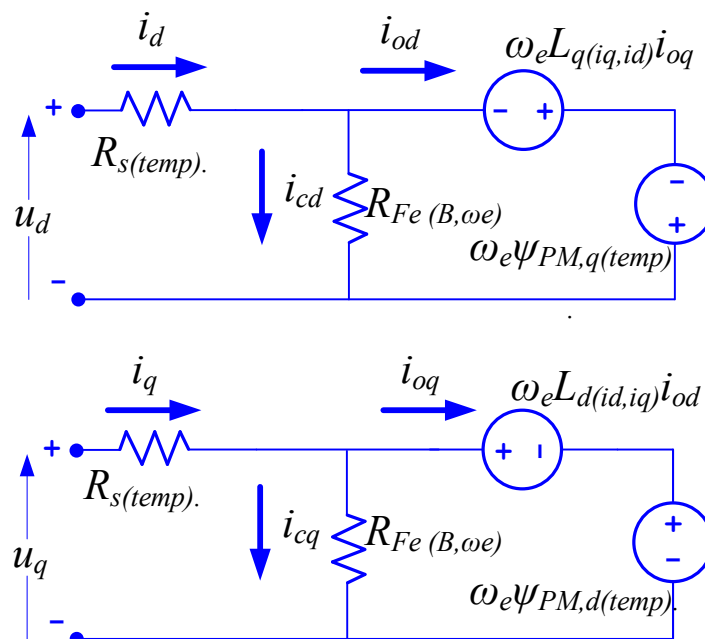 i_d
i_od
ω_e L_q(iq,id) i_oq
+
- +
R_s(temp).
-
i_cd
R_Fe (B,ωe)
u_d
+
ω_e ψ_PM,q(temp)
-
.
i_q
i_oq
ω_e L_d(id,iq) i_od
+
- + -
R_s(temp).
+
i_cq
R_Fe (B,ωe)
u_q
-
ω_e ψ_PM,d(temp).
-